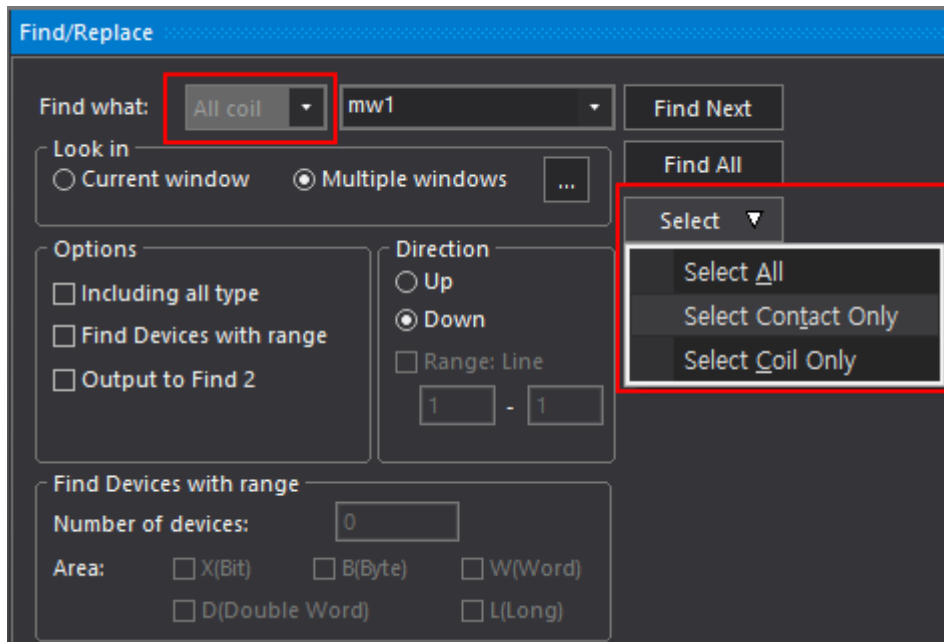 Find/Replace
Find what: All coil mw1 Find Next
Look in
Current window Multiple windows ... Find All
Select
Select All
Select Contact Only
Select Coil Only
Options
Including all type
Find Devices with range
Output to Find 2
Direction
Up
Down
Range: Line
1 - 1
Find Devices with range
Number of devices: 0
Area: X(Bit) B(Byte) W(Word)
D(Double Word) L(Long)